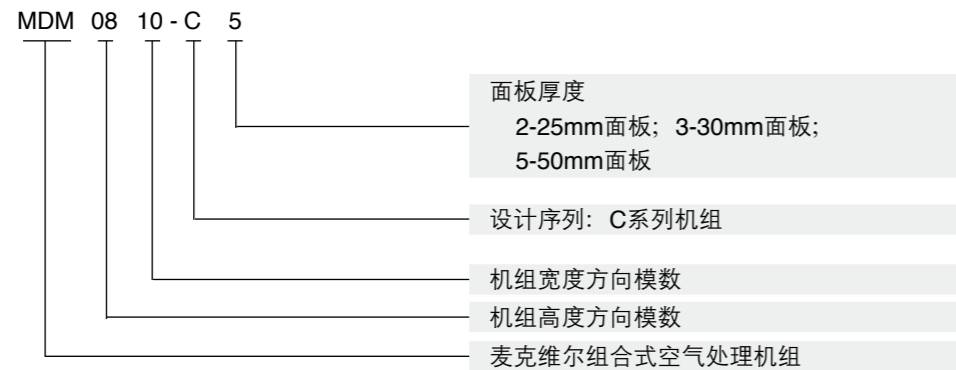 MDM 08 10 - C 5
面板厚度
2-25mm面板；3-30mm面板；
5-50mm面板
设计序列：C系列机组
机组宽度方向模数
机组高度方向模数
麦克维尔组合式空气处理机组